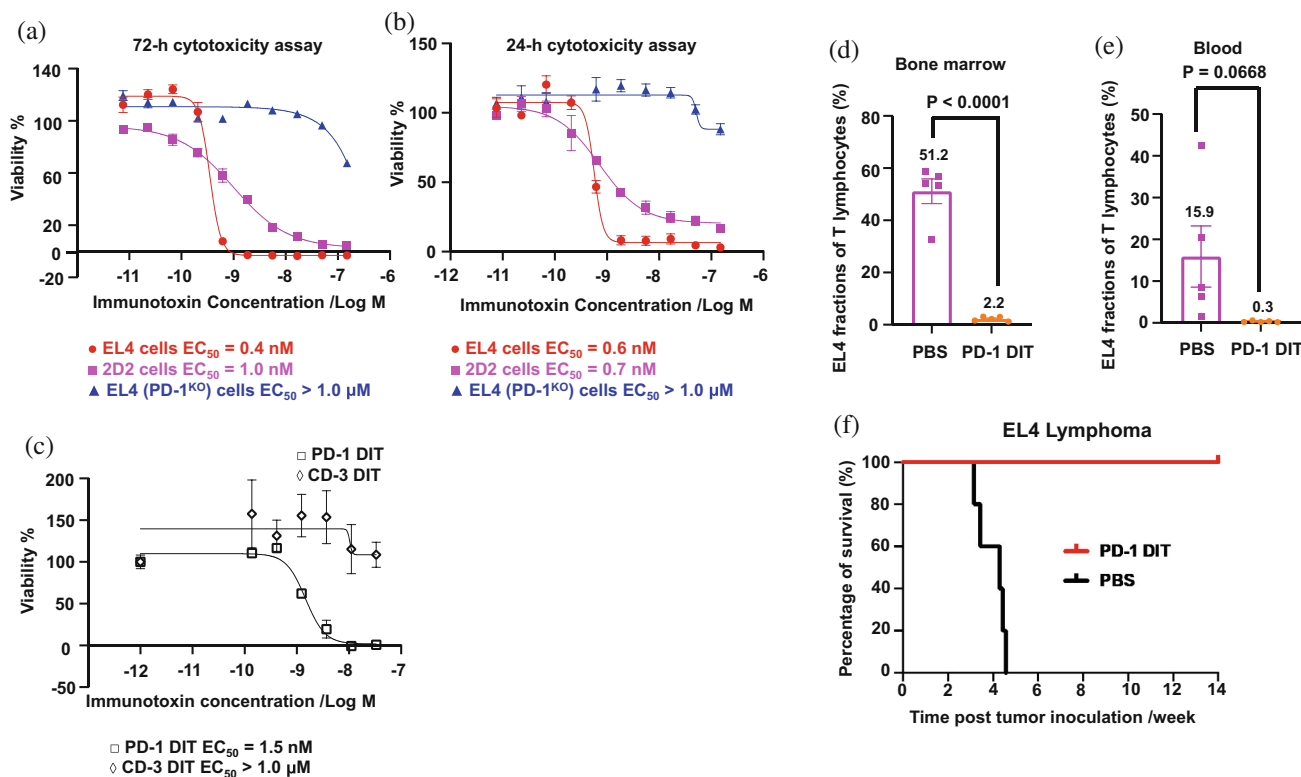 (a)
72-h cytotoxicity assay
Viability %
140
100
60
20
0
-20
-11 -10 -9 -8 -7 -6
Immunotoxin Concentration /Log M
EL4 cells EC50 = 0.4 nM
2D2 cells EC50 = 1.0 nM
EL4 (PD-1KO) cells EC50 > 1.0 µM
(b)
24-h cytotoxicity assay
Viability %
150
100
50
0
-11 -10 -9 -8 -7 -6
Immunotoxin Concentration /Log M
EL4 cells EC50 = 0.6 nM
2D2 cells EC50 = 0.7 nM
EL4 (PD-1KO) cells EC50 > 1.0 µM
(c)
PD-1 DIT
CD-3 DIT
Viability %
200
150
100
50
0
-50
-13 -12 -11 -10 -9 -8 -7
Immunotoxin concentration /Log M
PD-1 DIT EC50 = 1.5 nM
CD-3 DIT EC50 > 1.0 µM
(d)
Bone marrow
P < 0.0001
EL4 fractions of T lymphocytes (%)
80
60
40
20
0
51.2
2.2
PBS PD-1 DIT
(e)
Blood
P = 0.0668
EL4 fractions of T lymphocytes (%)
50
40
30
20
10
0
15.9
0.3
PBS PD-1 DIT
(f)
EL4 Lymphoma
Percentage of survival (%)
100
80
60
40
20
0
PD-1 DIT
PBS
0 2 4 6 8 10 12 14
Time post tumor inoculation /week